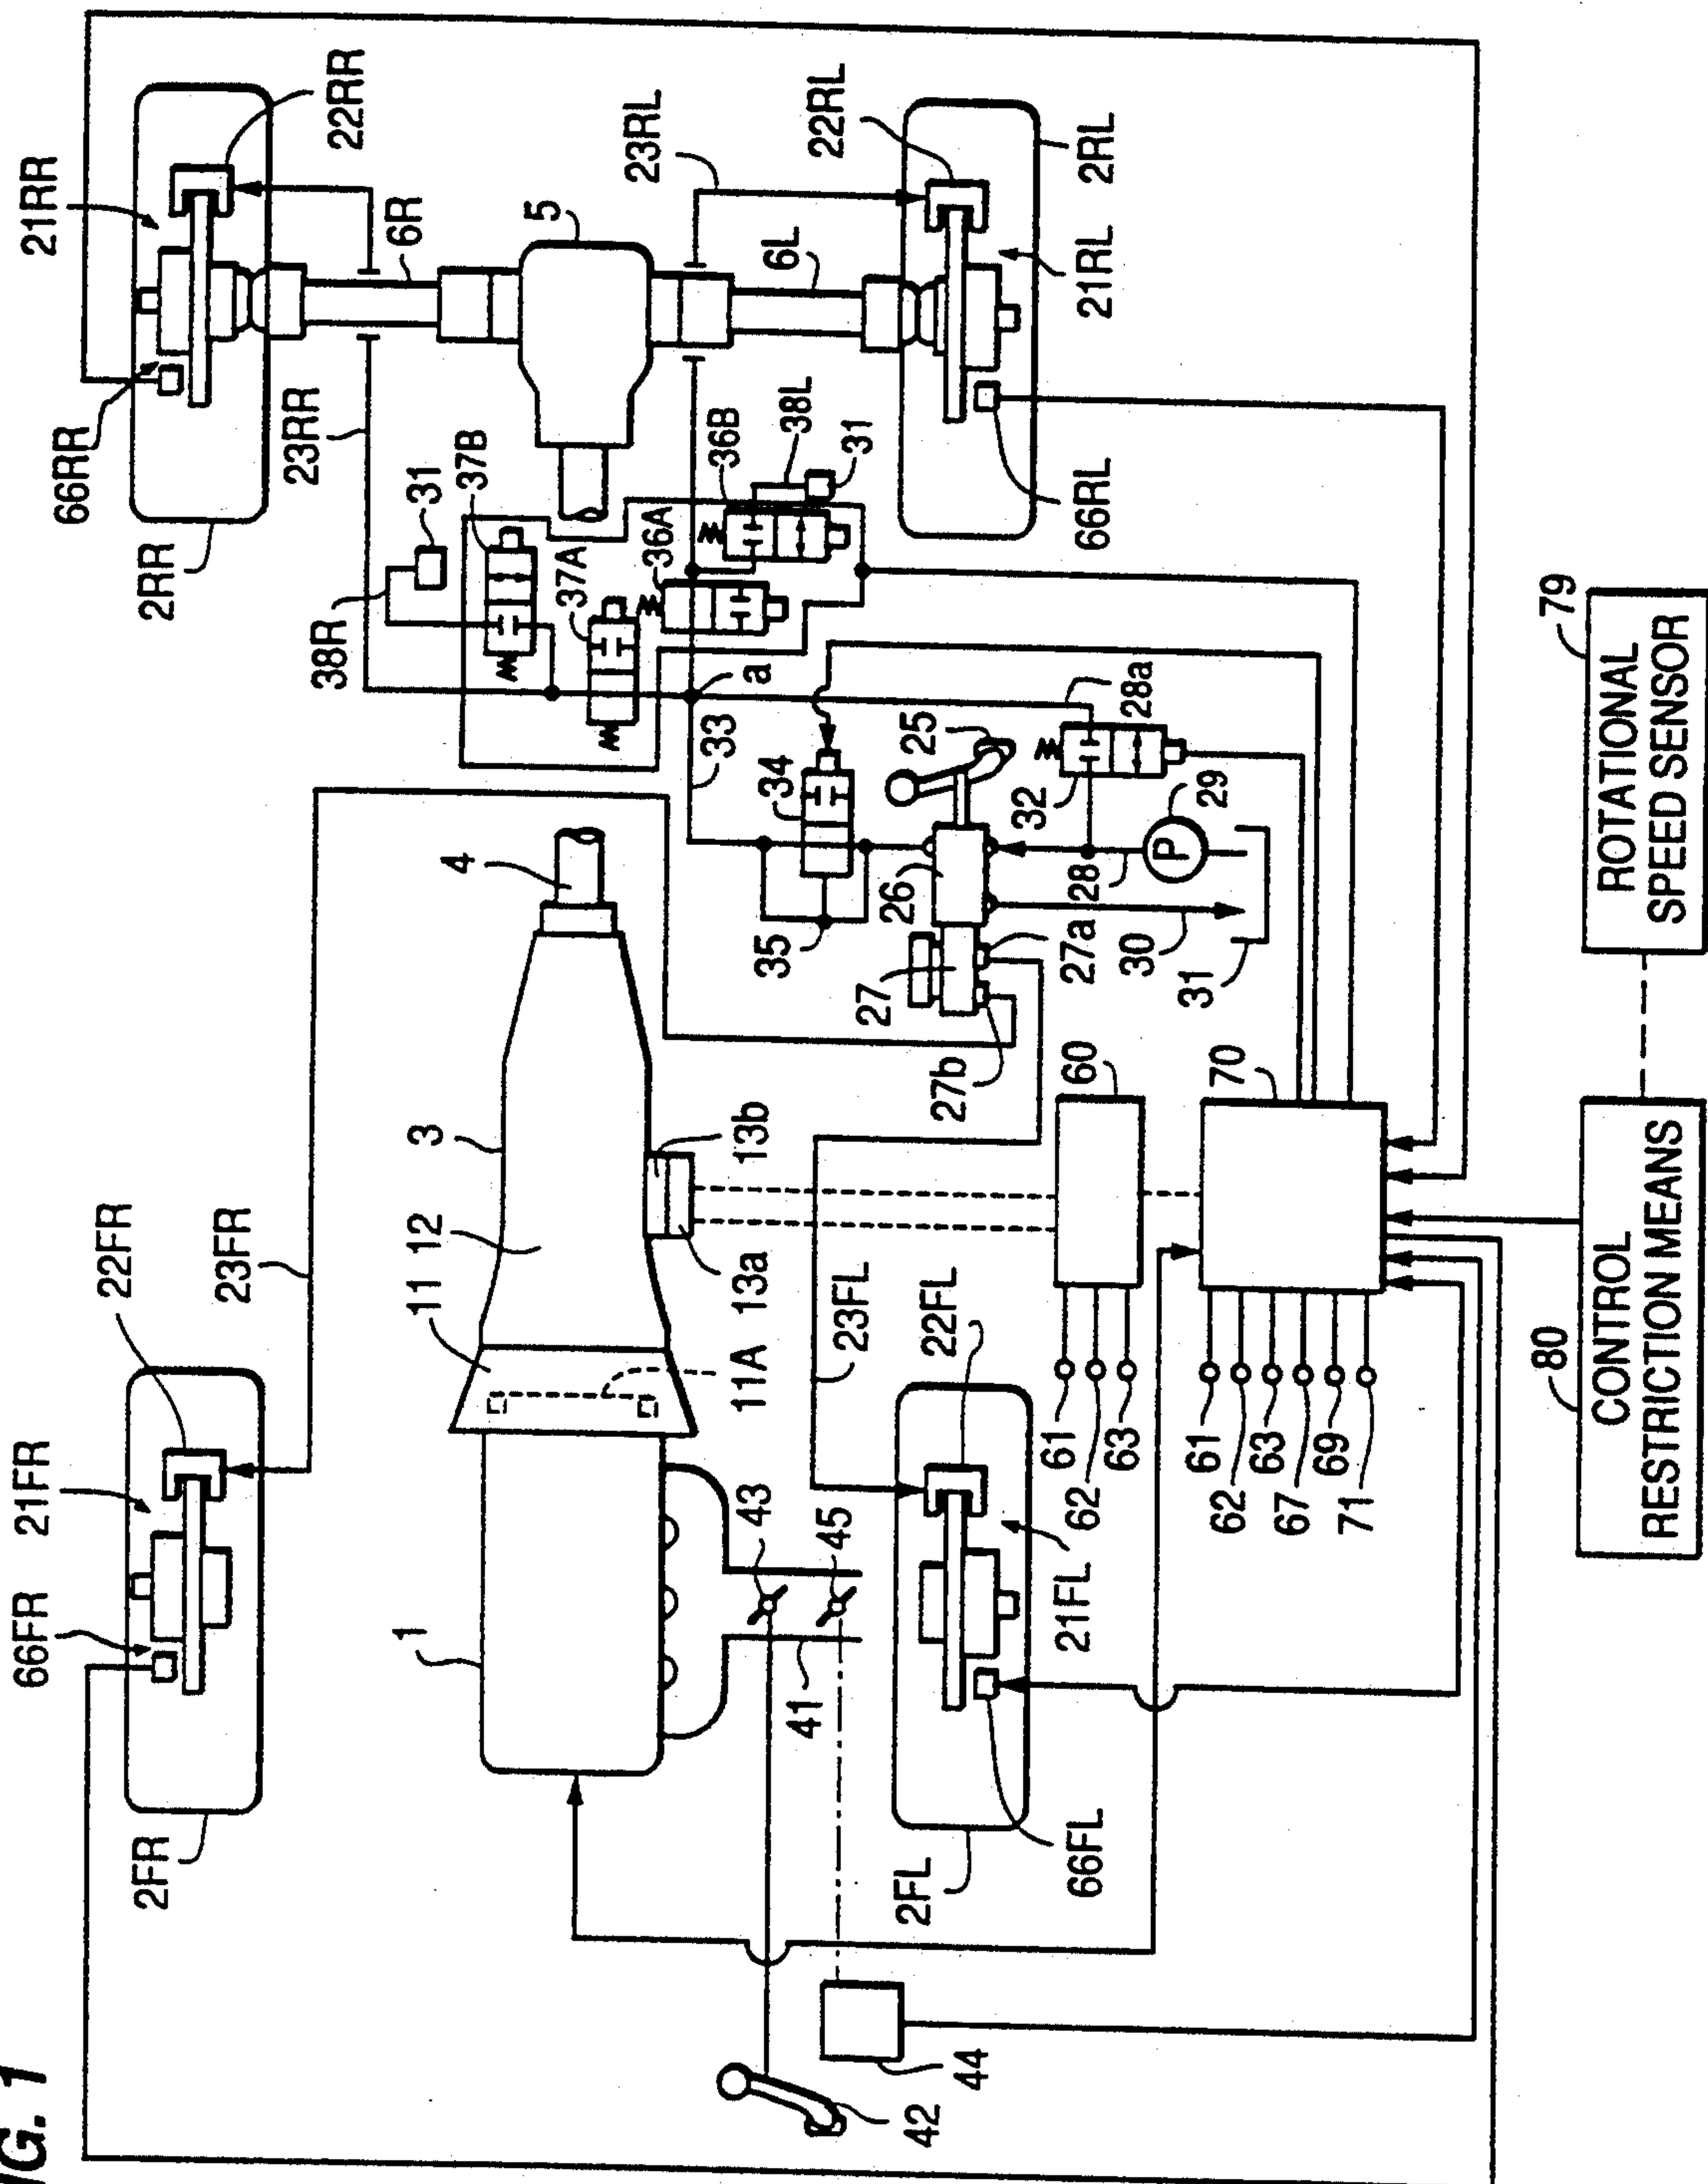 FIG. 1
21RR
22RR
66RR
2RR
6R
23RR
5
6L
23RL
22RL
2RL
21RL
66RL
38R
31
37B
37A
36A
36B
38L
31
a
33
34
35
25
26
27
27a
27b
28
28a
29
P
30
31
32
4
3
12
11
11A
13a
13b
1
41
42
43
44
45
22FR
23FR
21FR
66FR
2FR
23FL
22FL
21FL
66FL
2FL
60
61
62
63
70
61
62
63
67
69
71
79
ROTATIONAL
SPEED SENSOR
80
CONTROL
RESTRICTION MEANS